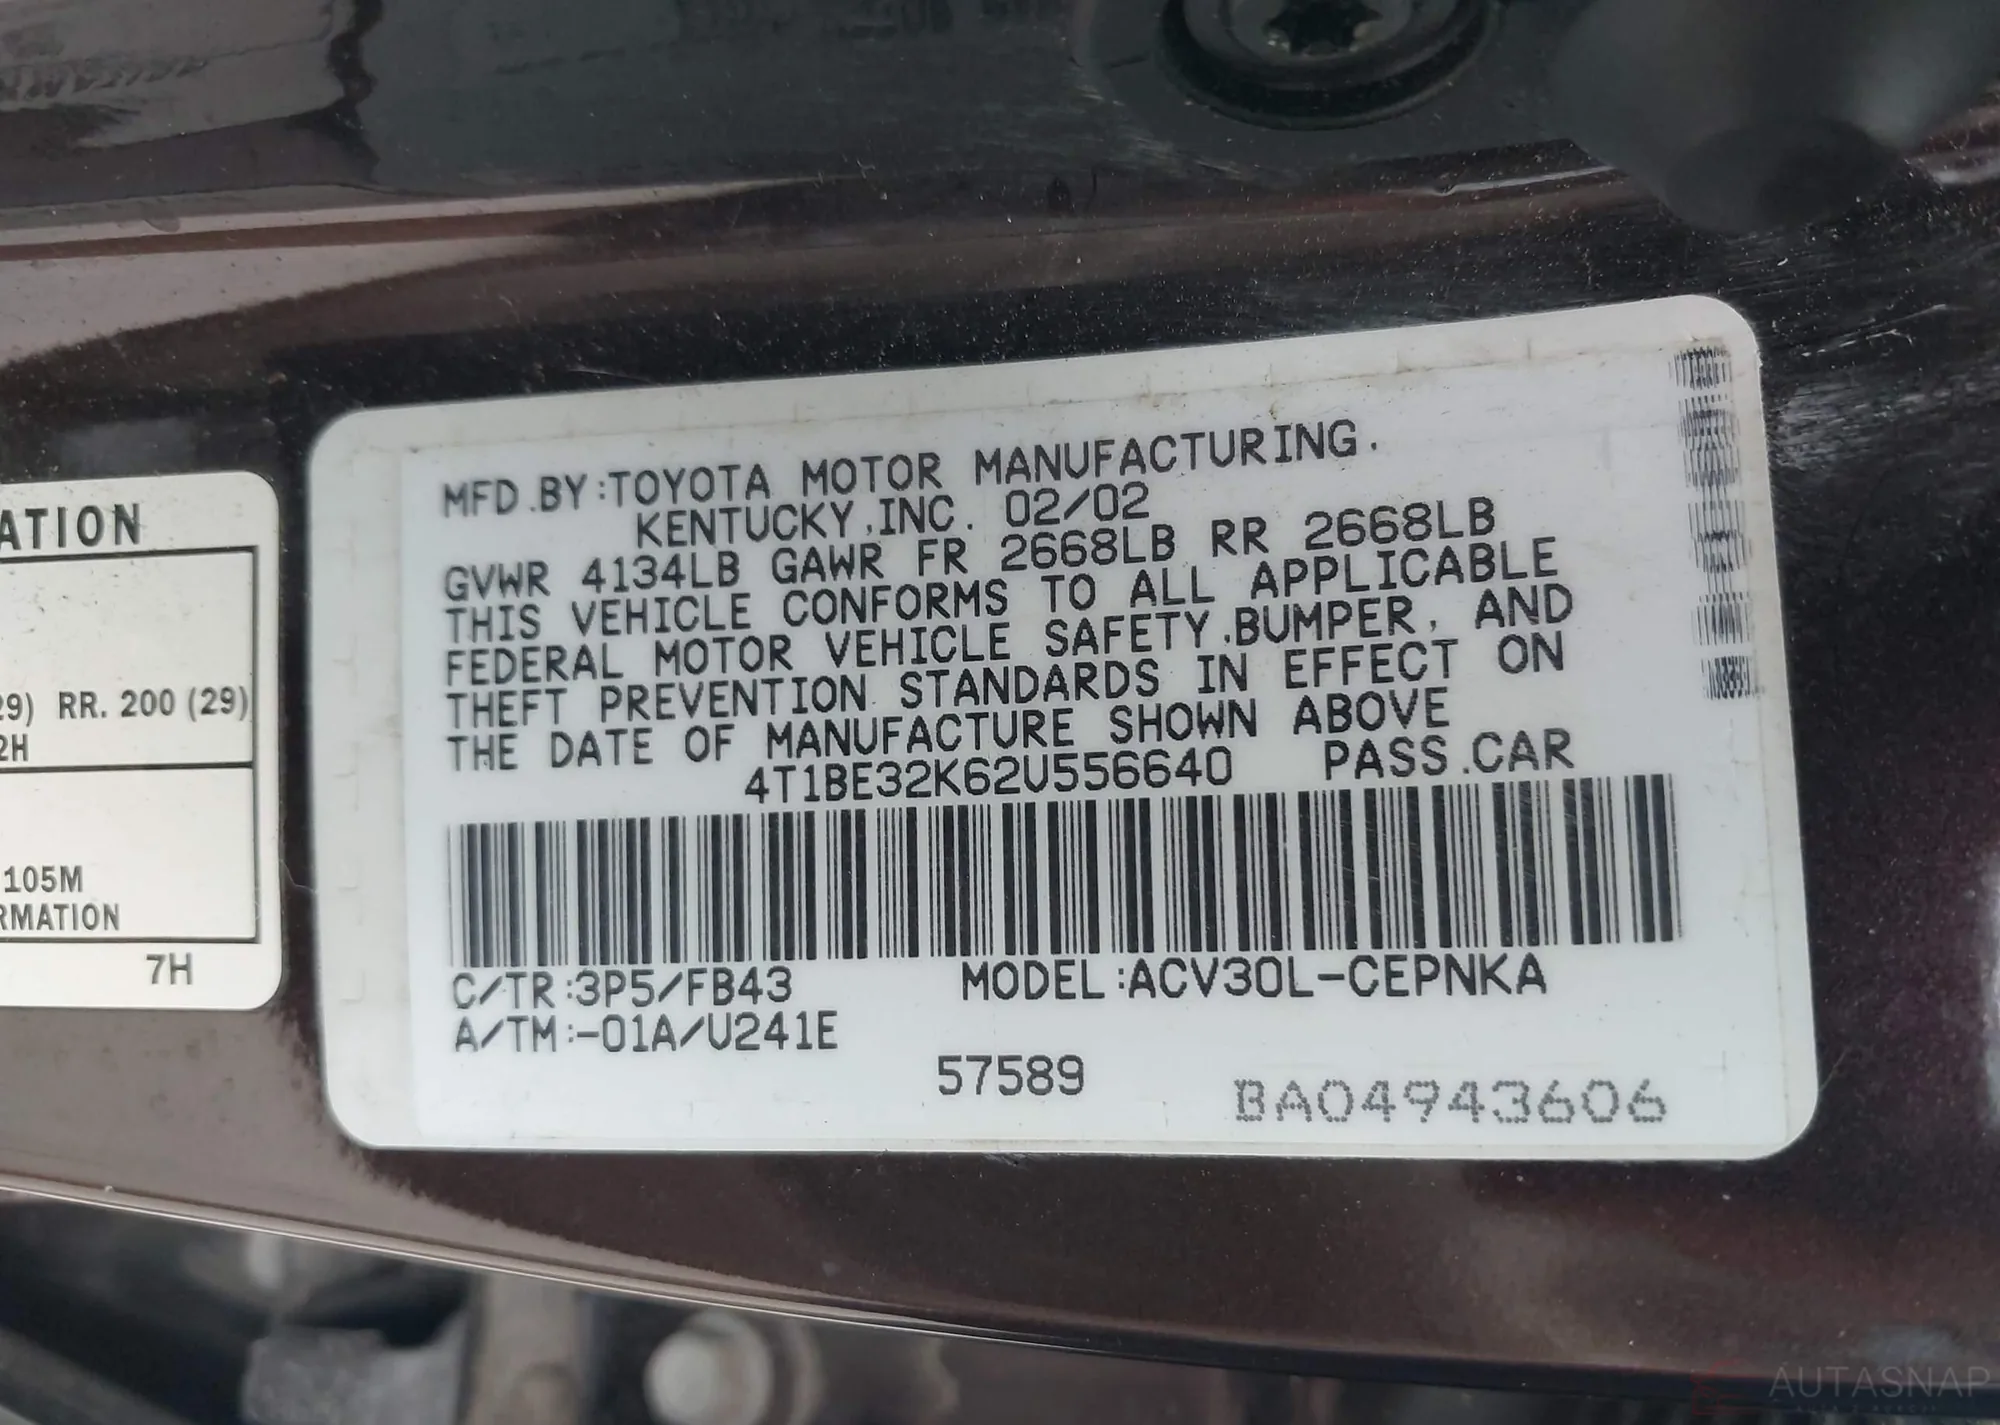 ATION
29) RR. 200 (29)
2H
105M
RMATION
7H
MFD.BY:TOYOTA MOTOR MANUFACTURING.
KENTUCKY,INC. 02/02
GVWR 4134LB GAWR FR 2668LB RR 2668LB
THIS VEHICLE CONFORMS TO ALL APPLICABLE
FEDERAL MOTOR VEHICLE SAFETY,BUMPER, AND
THEFT PREVENTION STANDARDS IN EFFECT ON
THE DATE OF MANUFACTURE SHOWN ABOVE
4T1BE32K62U556640 PASS.CAR
C/TR:3P5/FB43 MODEL:ACV30L-CEPNKA
A/TM:-01A/U241E
57589
BA04943606
AUTASNAP